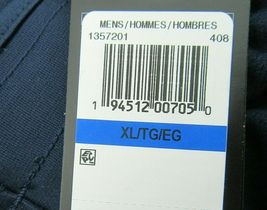 MENS/HOMMES/HOMBRES
1357201 408
1 94512 00705 0
XL/TG/EG